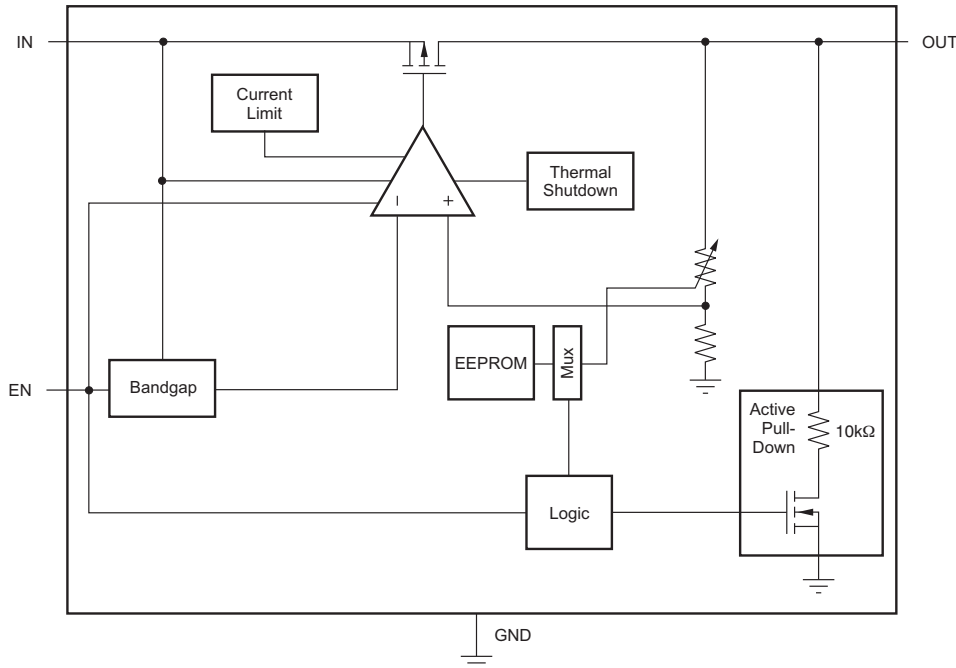 IN
OUT
Current
Limit
Thermal
Shutdown
EEPROM
Mux
EN
Bandgap
Active
Pull-
Down
10kΩ
Logic
GND